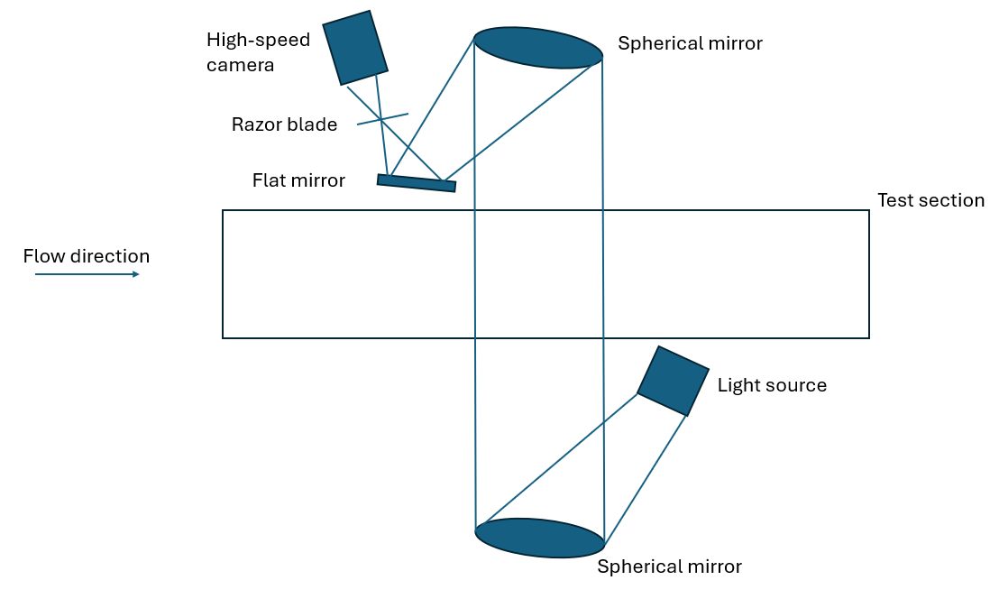 High-speed
camera
Spherical mirror
Razor blade
Flat mirror
Test section
Flow direction
Light source
Spherical mirror